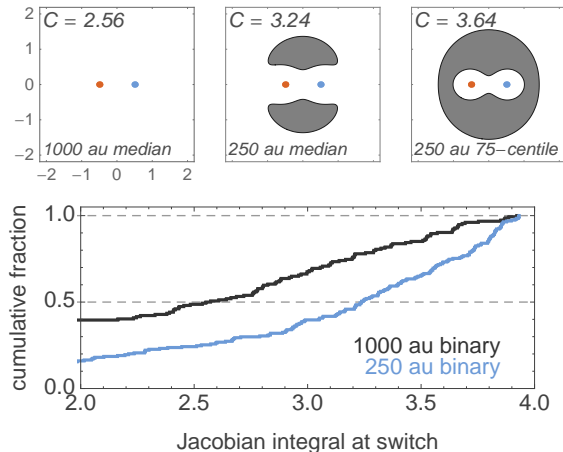 C = 2.56
C = 3.24
C = 3.64
2
1
0
−1
−2
1000 au median
250 au median
250 au 75−centile
−2 −1 0 1 2
cumulative fraction
1.0
0.5
0.0
1000 au binary
250 au binary
2.0 2.5 3.0 3.5 4.0
Jacobian integral at switch